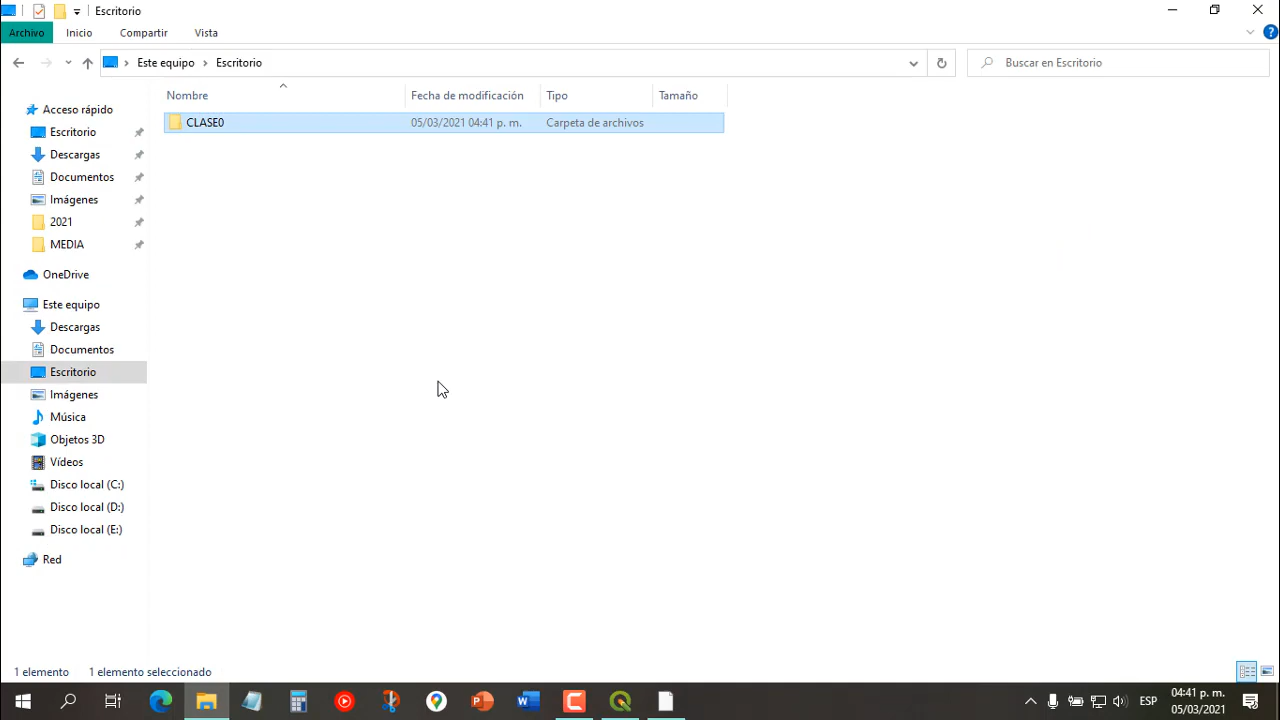 Escritorio
Archivo
Inicio
Compartir
Vista
Este equipo
Escritorio
Buscar en Escritorio
Nombre
Fecha de modificación
Tipo
Tamaño
CLASE0
05/03/2021 04:41 p. m.
Carpeta de archivos
Acceso rápido
Escritorio
Descargas
Documentos
Imágenes
2021
MEDIA
OneDrive
Este equipo
Descargas
Documentos
Escritorio
Imágenes
Música
Objetos 3D
Vídeos
Disco local (C:)
Disco local (D:)
Disco local (E:)
Red
1 elemento
1 elemento seleccionado
ESP
04:41 p. m.
05/03/2021